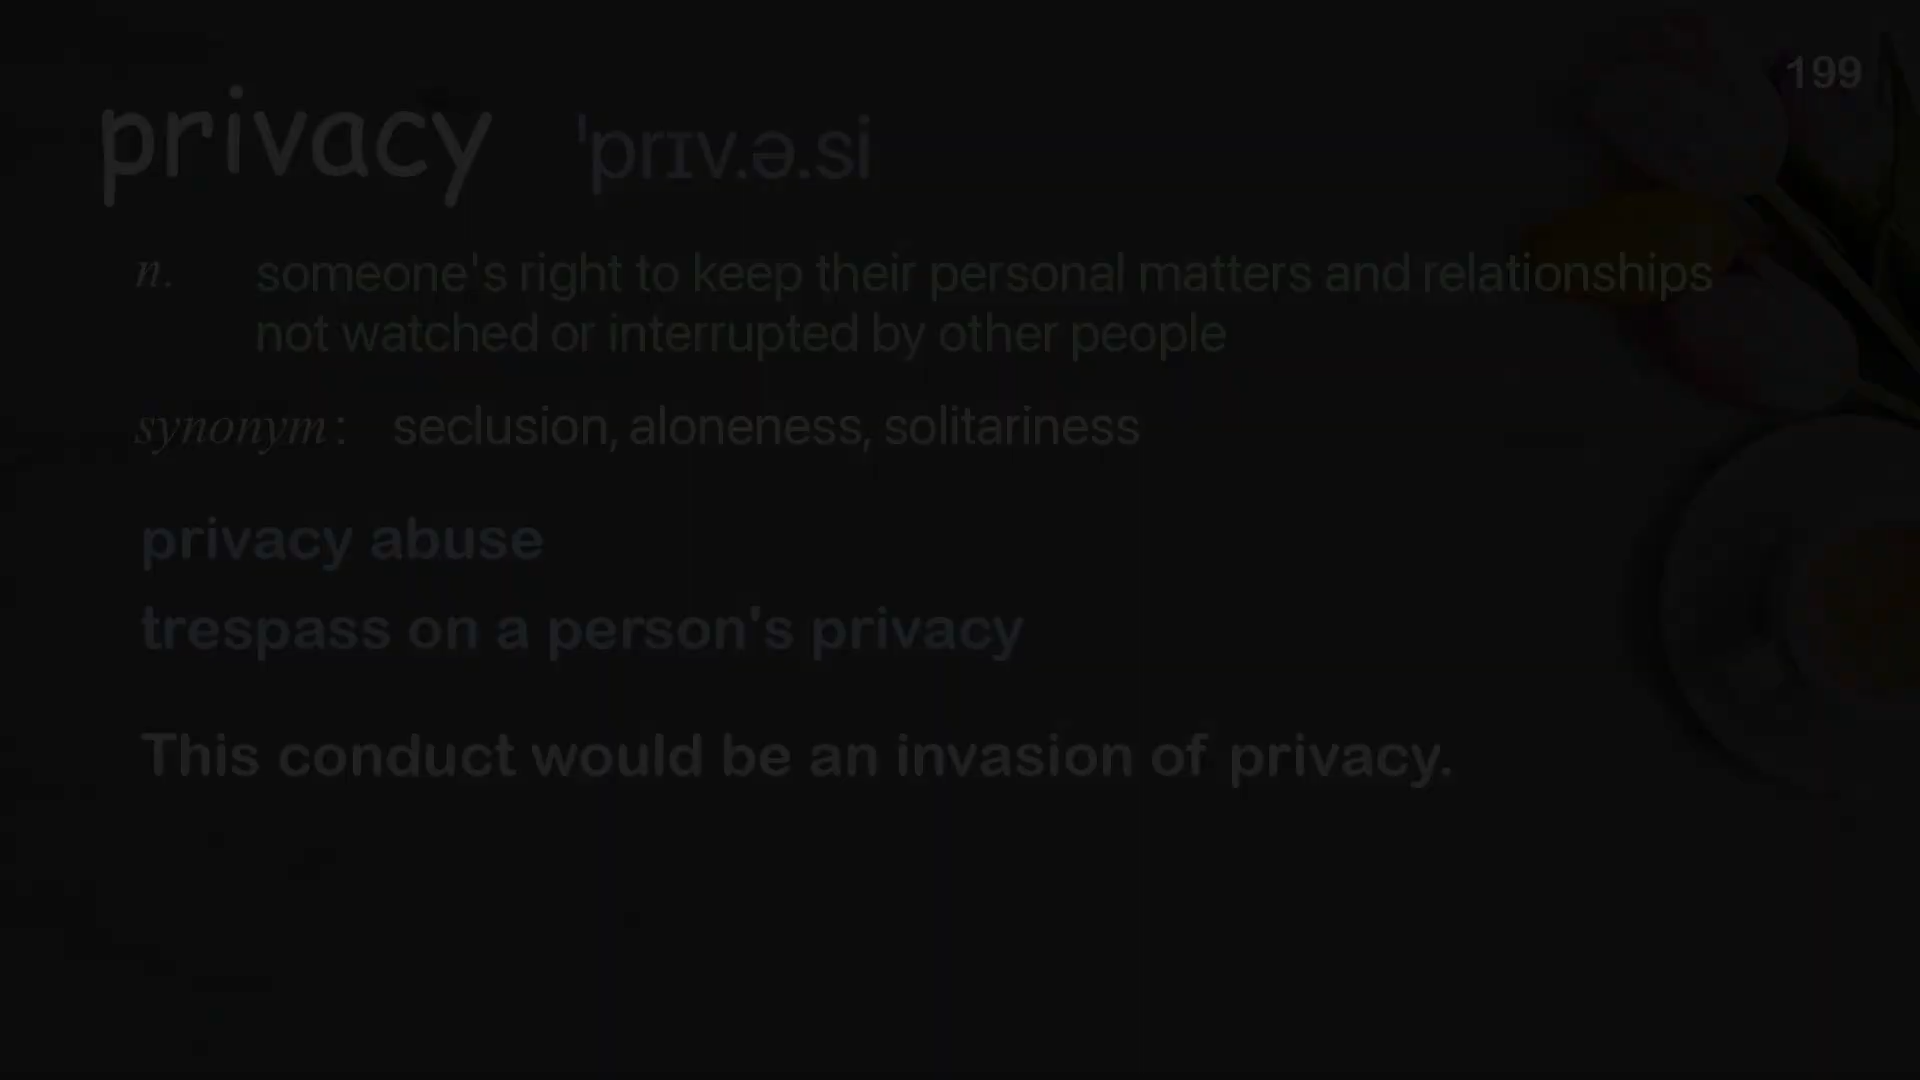 199
privacy ˈprɪv.ə.si
n. someone's right to keep their personal matters and relationships
not watched or interrupted by other people
synonym: seclusion, aloneness, solitariness
privacy abuse
trespass on a person's privacy
This conduct would be an invasion of privacy.